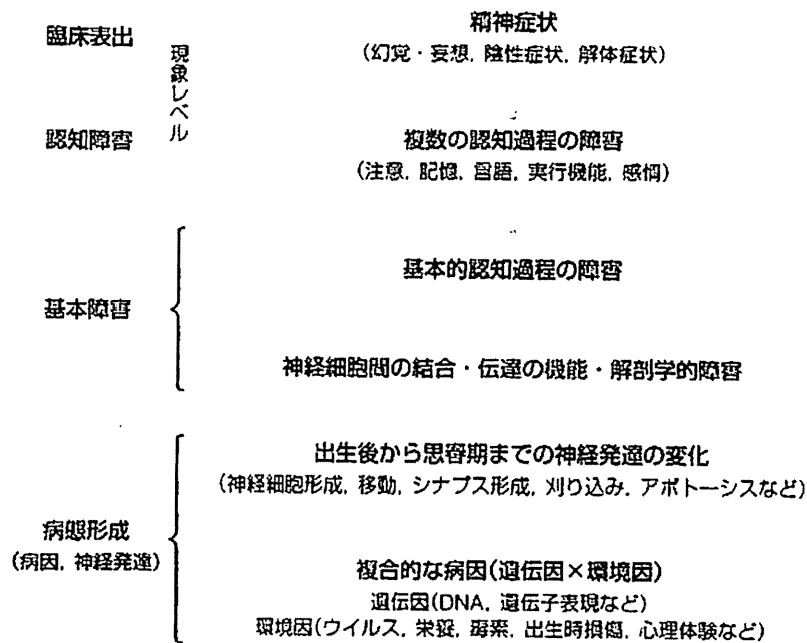 臨床表出
現象レベル
精神症状
(幻覚・妄想, 陰性症状, 解体症状)
認知障害
複数の認知過程の障害
(注意, 記憶, 言語, 実行機能, 感情)
基本障害
基本的認知過程の障害
神経細胞間の結合・伝達の機能・解剖学的障害
病態形成
(病因, 神経発達)
出生後から思春期までの神経発達の変化
(神経細胞形成, 移動, シナプス形成, 刈り込み, アポトーシスなど)
複合的な病因(遺伝因×環境因)
遺伝因(DNA, 遺伝子表現など)
環境因(ウイルス, 栄養, 毒素, 出生時損傷, 心理体験など)